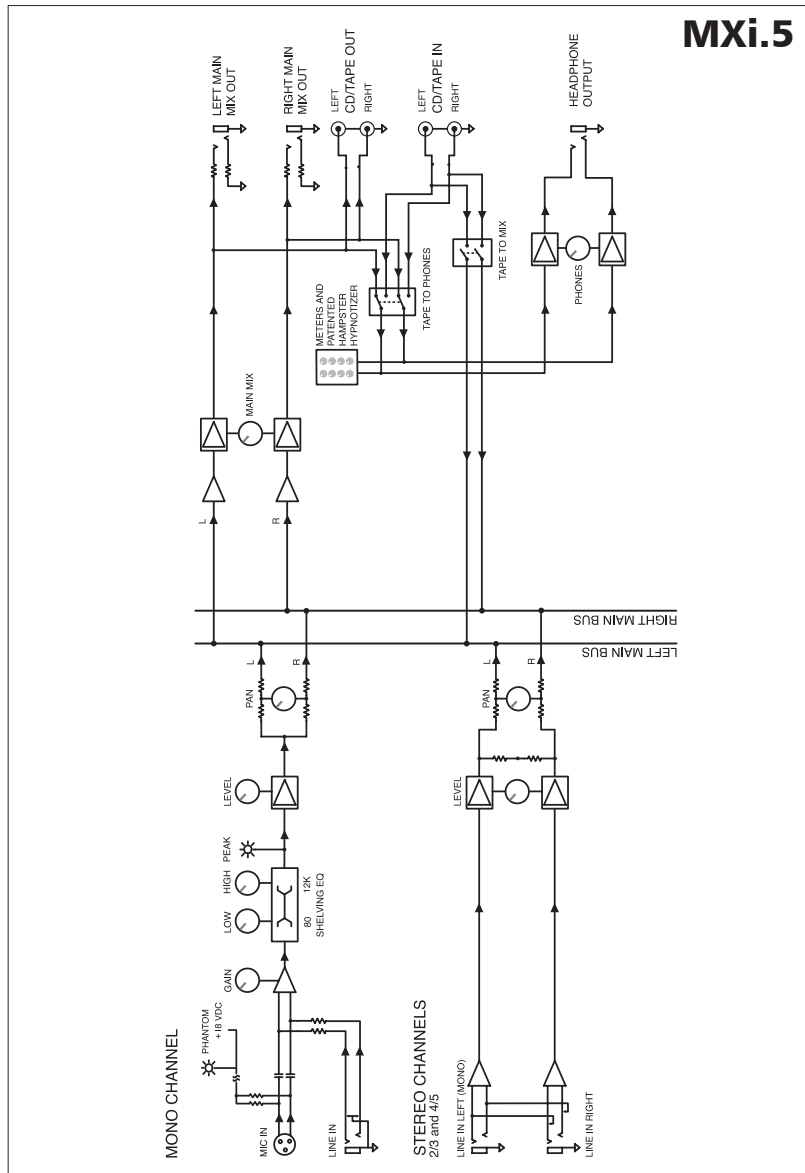 MXi.5
LEFT MAIN
MIX OUT
RIGHT MAIN
MIX OUT
LEFT
CD/TAPE OUT
RIGHT
LEFT
CD/TAPE IN
RIGHT
HEADPHONE
OUTPUT
TAPE TO PHONES
TAPE TO MIX
PHONES
METERS AND
PATENTED
HAMPSTER
HYPNOTIZER
MAIN MIX
L
R
RIGHT MAIN BUS
LEFT MAIN BUS
MONO CHANNEL
MIC IN
LINE IN
PHANTOM
+ 18 VDC
GAIN
LOW
HIGH
PEAK
80 12K
SHELVING EQ
LEVEL
PAN
L
R
STEREO CHANNELS
2/3 and 4/5
LINE IN LEFT (MONO)
LINE IN RIGHT
LEVEL
PAN
L
R